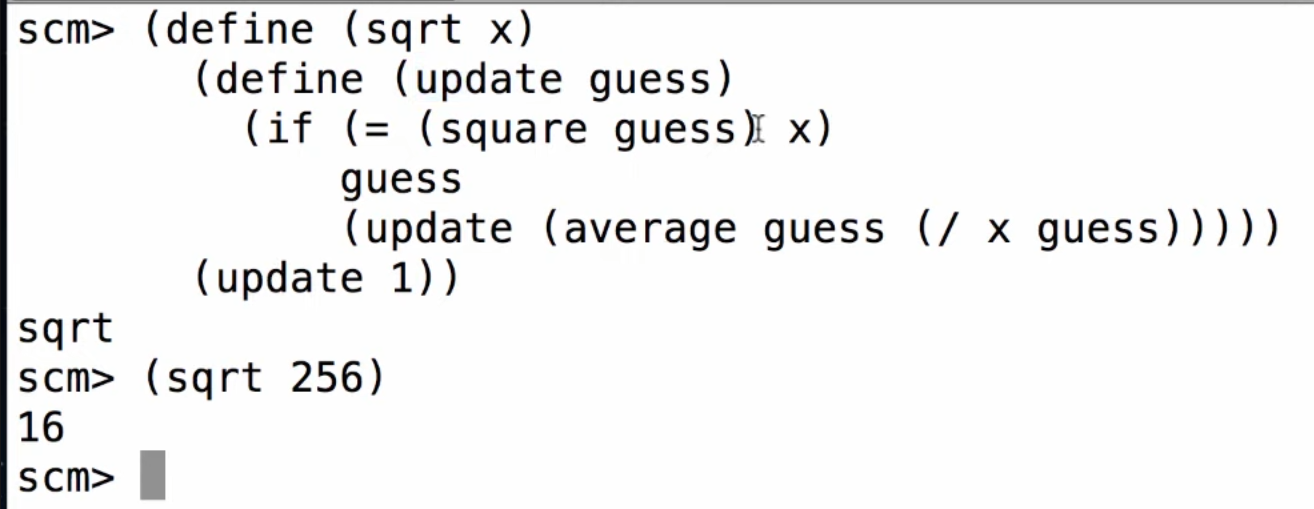 scm> (define (sqrt x)
       (define (update guess)
         (if (= (square guess) x)
             guess
             (update (average guess (/ x guess)))))
       (update 1))
sqrt
scm> (sqrt 256)
16
scm>